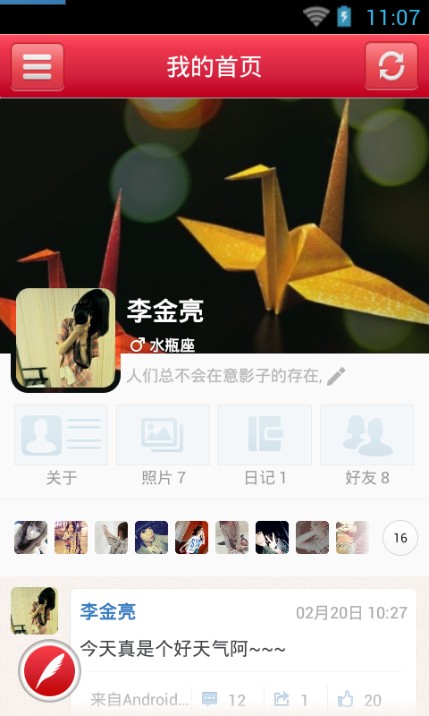 11:07
我的首页
李金亮
♂ 水瓶座
人们总不会在意影子的存在,
关于
照片 7
日记 1
好友 8
16
李金亮
02月20日 10:27
今天真是个好天气阿~~~
来自Android...
12
1
20